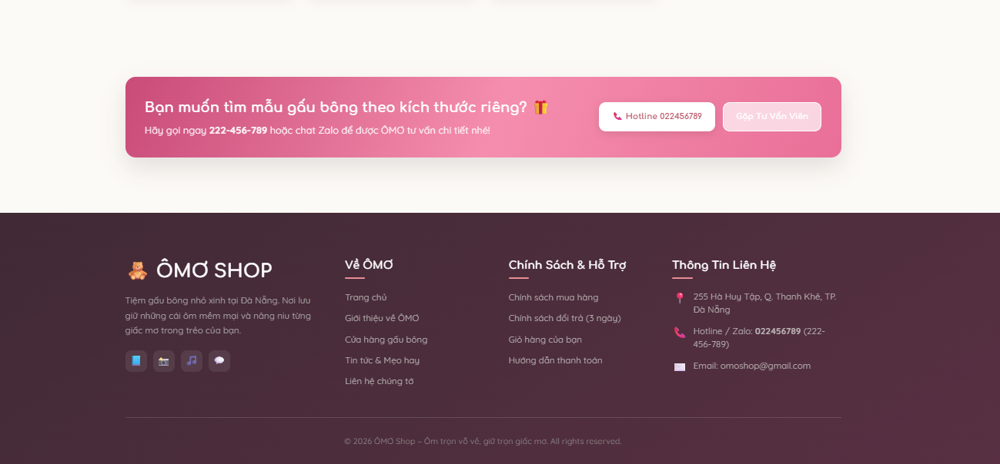 Bạn muốn tìm mẫu gấu bông theo kích thước riêng?
Hãy gọi ngay 222-456-789 hoặc chat Zalo để được ÔMƠ tư vấn chi tiết nhé!
Hotline 022456789
Gặp Tư Vấn Viên
ÔMƠ SHOP
Tiệm gấu bông nhỏ xinh tại Đà Nẵng. Nơi lưu
giữ những cái ôm mềm mại và nâng niu từng
giấc mơ trong trẻo của bạn.
Về ÔMƠ
Trang chủ
Giới thiệu về ÔMƠ
Cửa hàng gấu bông
Tin tức & Mẹo hay
Liên hệ chúng tớ
Chính Sách & Hỗ Trợ
Chính sách mua hàng
Chính sách đổi trả (3 ngày)
Giỏ hàng của bạn
Hướng dẫn thanh toán
Thông Tin Liên Hệ
255 Hà Huy Tập, Q. Thanh Khê, TP.
Đà Nẵng
Hotline / Zalo: 022456789 (222-
456-789)
Email: omoshop@gmail.com
© 2026 ÔMƠ Shop – Ôm trọn vỗ về, giữ trọn giấc mơ. All rights reserved.